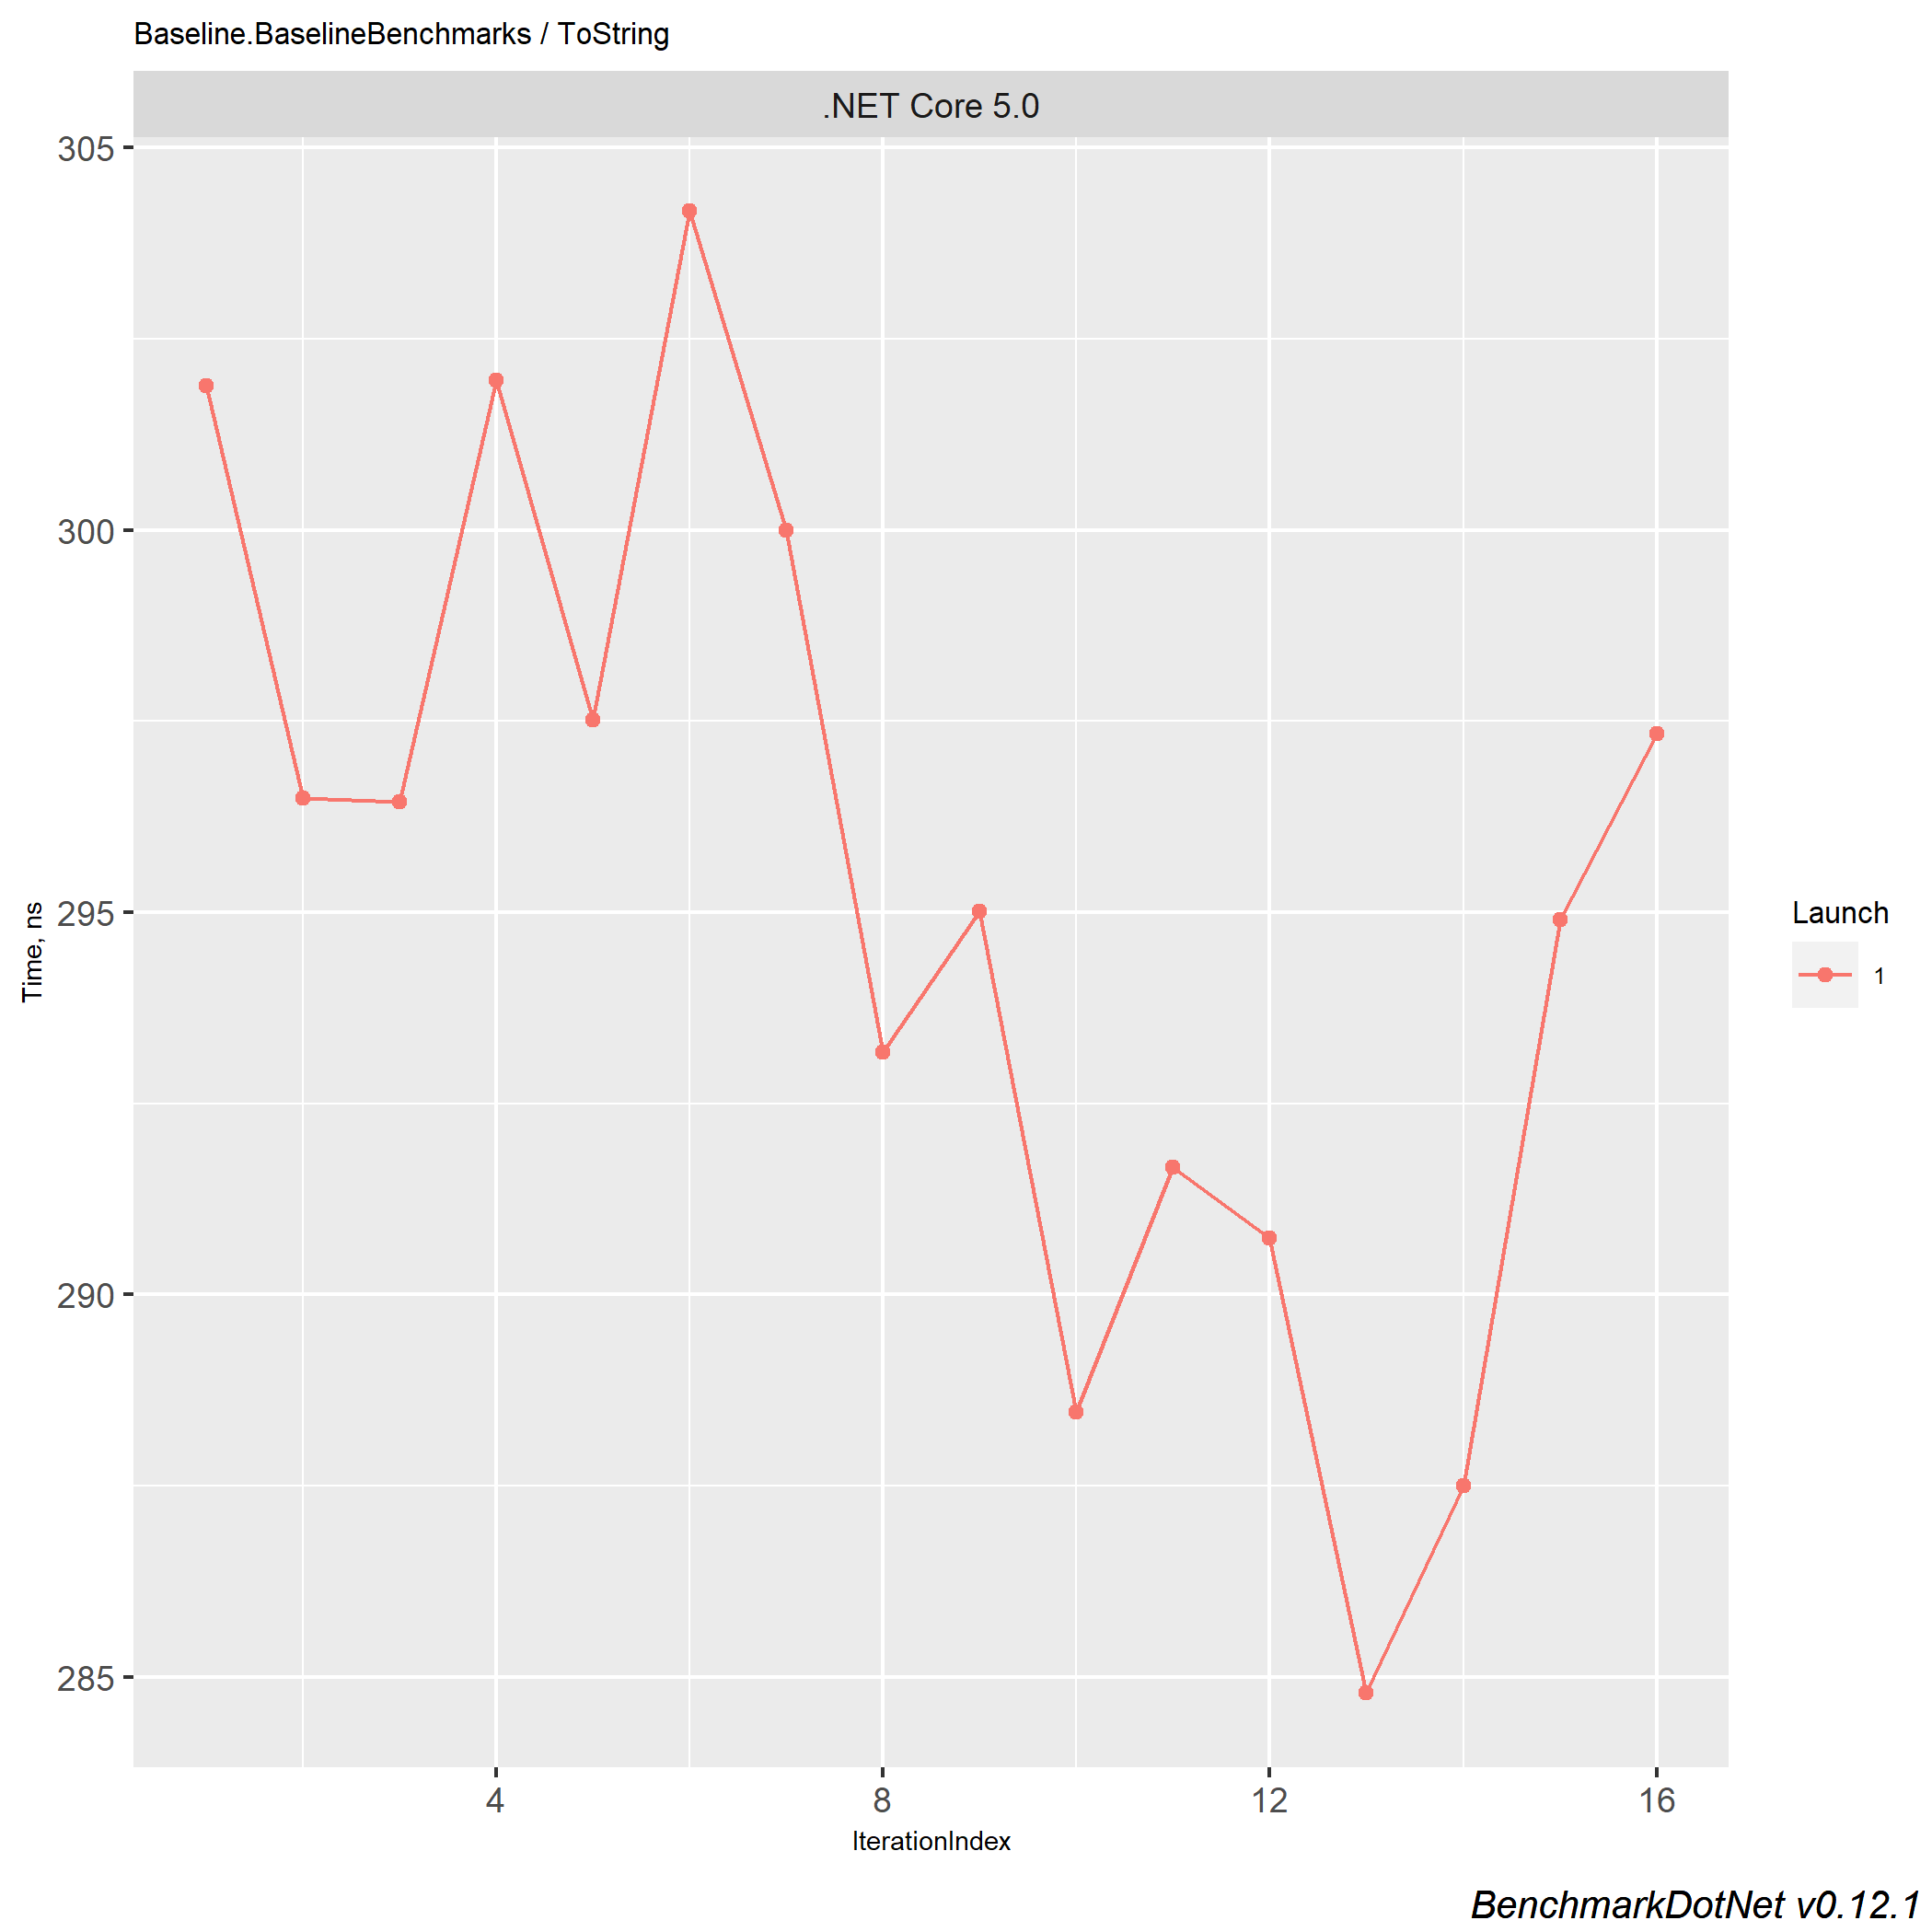 Baseline.BaselineBenchmarks / ToString
.NET Core 5.0
305
300
295
290
285
Time, ns
4 8 12 16
IterationIndex
Launch
1
BenchmarkDotNet v0.12.1